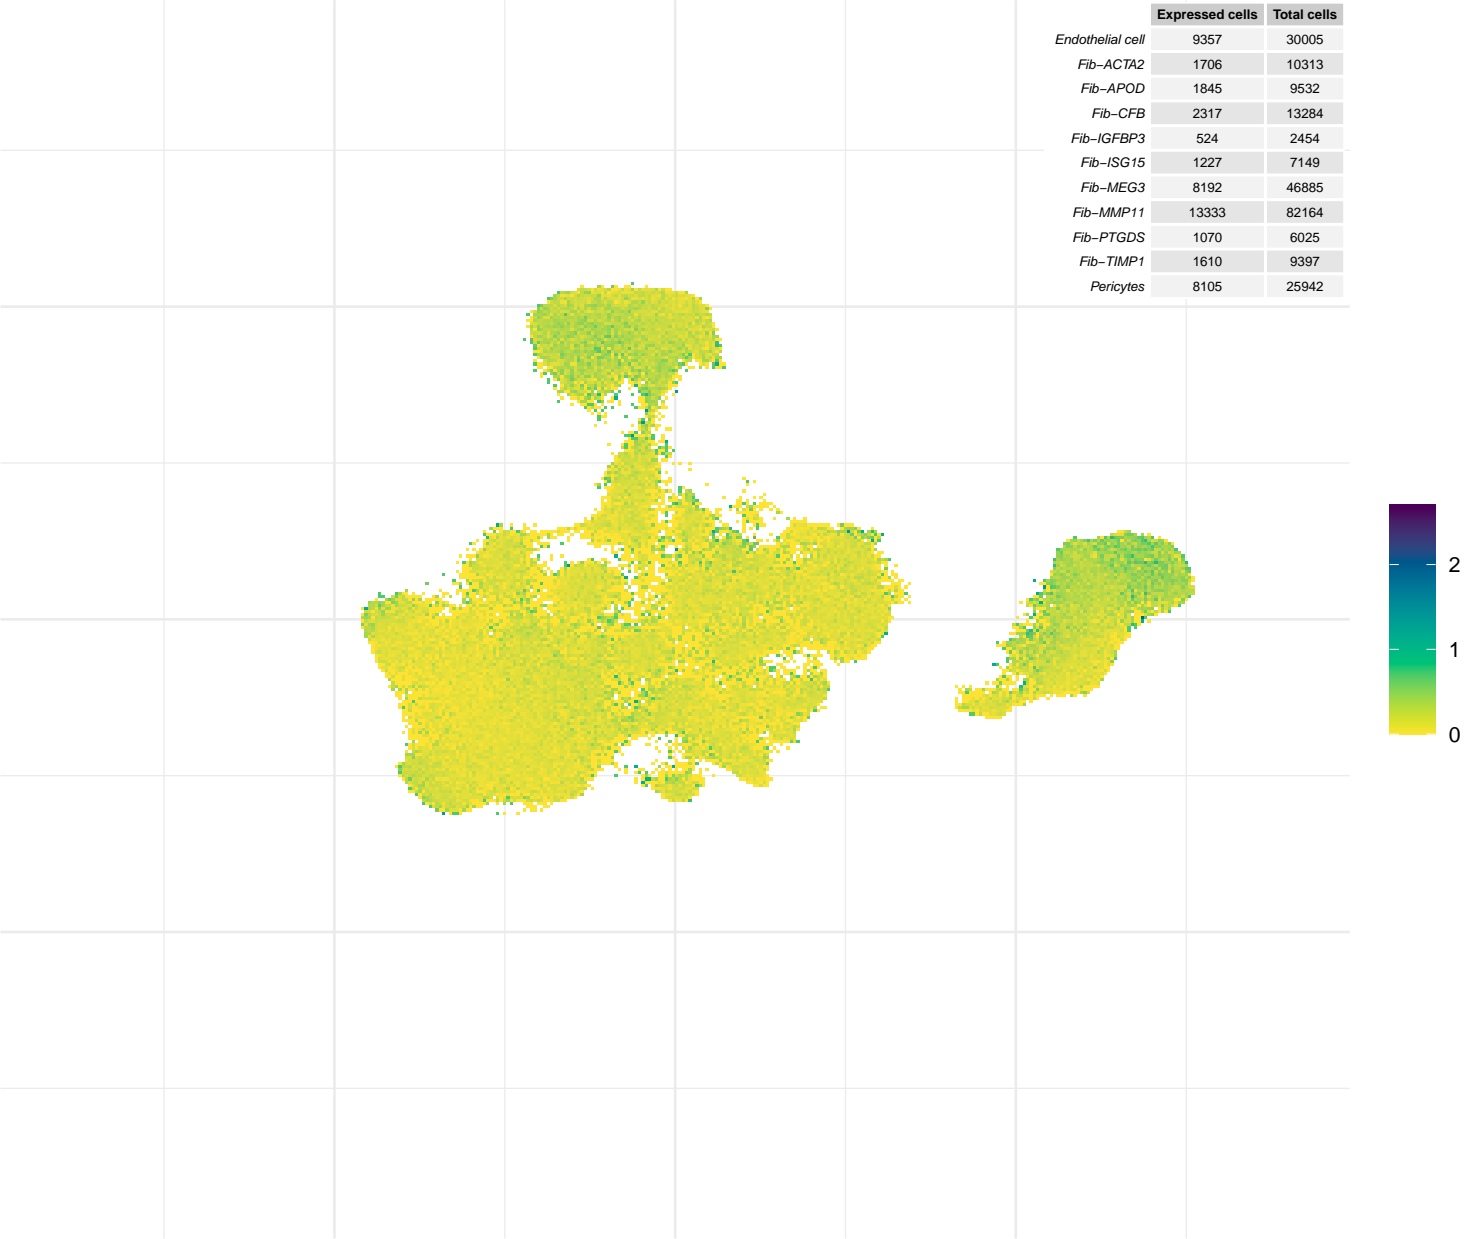 Expressed cells Total cells
Endothelial cell 9357 30005
Fib−ACTA2 1706 10313
Fib−APOD 1845 9532
Fib−CFB 2317 13284
Fib−IGFBP3 524 2454
Fib−ISG15 1227 7149
Fib−MEG3 8192 46885
Fib−MMP11 13333 82164
Fib−PTGDS 1070 6025
Fib−TIMP1 1610 9397
Pericytes 8105 25942
2
1
0